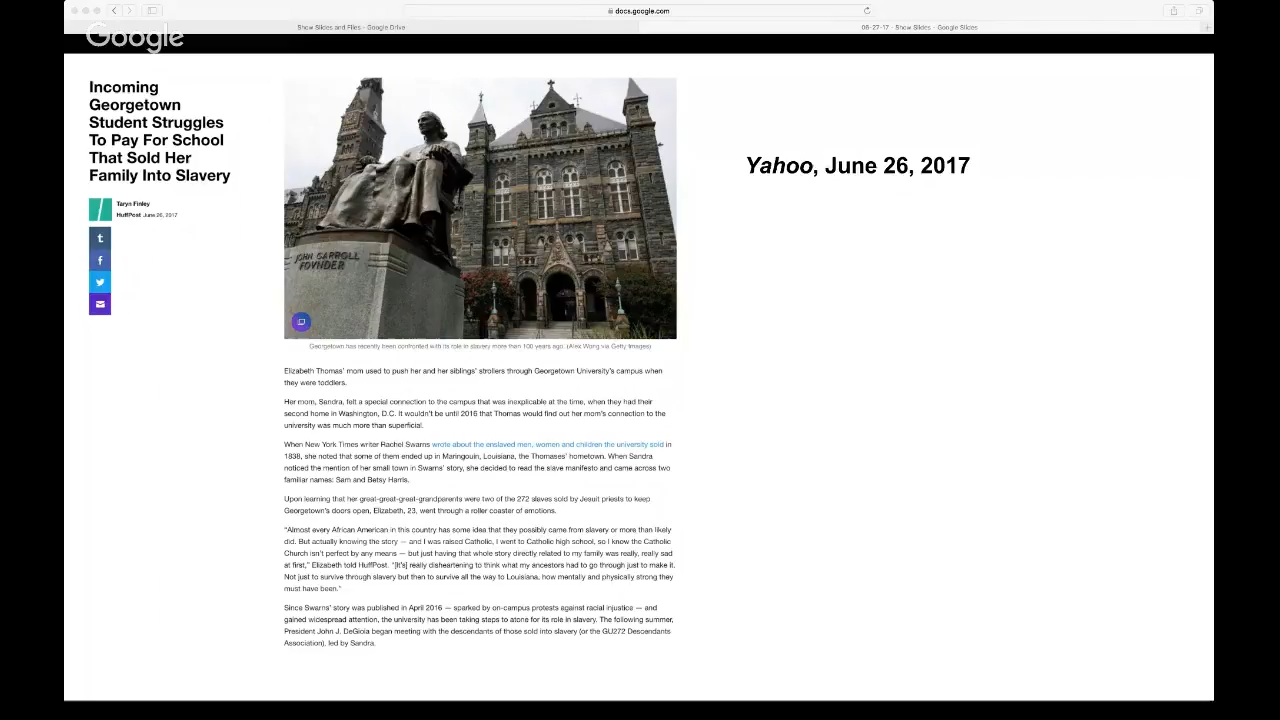 docs.google.com
Show Slides and Files - Google Drive
06-27-17 - Show Slides - Google Slides
Google
Incoming
Georgetown
Student Struggles
To Pay For School
That Sold Her
Family Into Slavery
Taryn Finley
HuffPost June 26, 2017
JOHN CARROLL
FOUNDER
Georgetown has recently been confronted with its role in slavery more than 100 years ago. (Alex Wong via Getty Images)
Elizabeth Thomas' mom used to push her and her siblings' strollers through Georgetown University's campus when
they were toddlers.
Her mom, Sandra, felt a special connection to the campus that was inexplicable at the time, when they had their
second home in Washington, D.C. It wouldn't be until 2016 that Thomas would find out her mom's connection to the
university was much more than superficial.
When New York Times writer Rachel Swarns wrote about the enslaved men, women and children the university sold in
1838, she noted that some of them ended up in Maringouin, Louisiana, the Thomases' hometown. When Sandra
noticed the mention of her small town in Swarns' story, she decided to read the slave manifesto and came across two
familiar names: Sam and Betsy Harris.
Upon learning that her great-great-great-grandparents were two of the 272 slaves sold by Jesuit priests to keep
Georgetown's doors open, Elizabeth, 23, went through a roller coaster of emotions.
"Almost every African American in this country has some idea that they possibly came from slavery or more than likely
did. But actually knowing the story — and I was raised Catholic, I went to Catholic high school, so I know the Catholic
Church isn't perfect by any means — but just having that whole story directly related to my family was really, really sad
at first," Elizabeth told HuffPost. "[It's] really disheartening to think what my ancestors had to go through just to make it.
Not just to survive through slavery but then to survive all the way to Louisiana, how mentally and physically strong they
must have been."
Since Swarns' story was published in April 2016 — sparked by on-campus protests against racial injustice — and
gained widespread attention, the university has been taking steps to atone for its role in slavery. The following summer,
President John J. DeGioia began meeting with the descendants of those sold into slavery (or the GU272 Descendants
Association), led by Sandra.
Yahoo, June 26, 2017